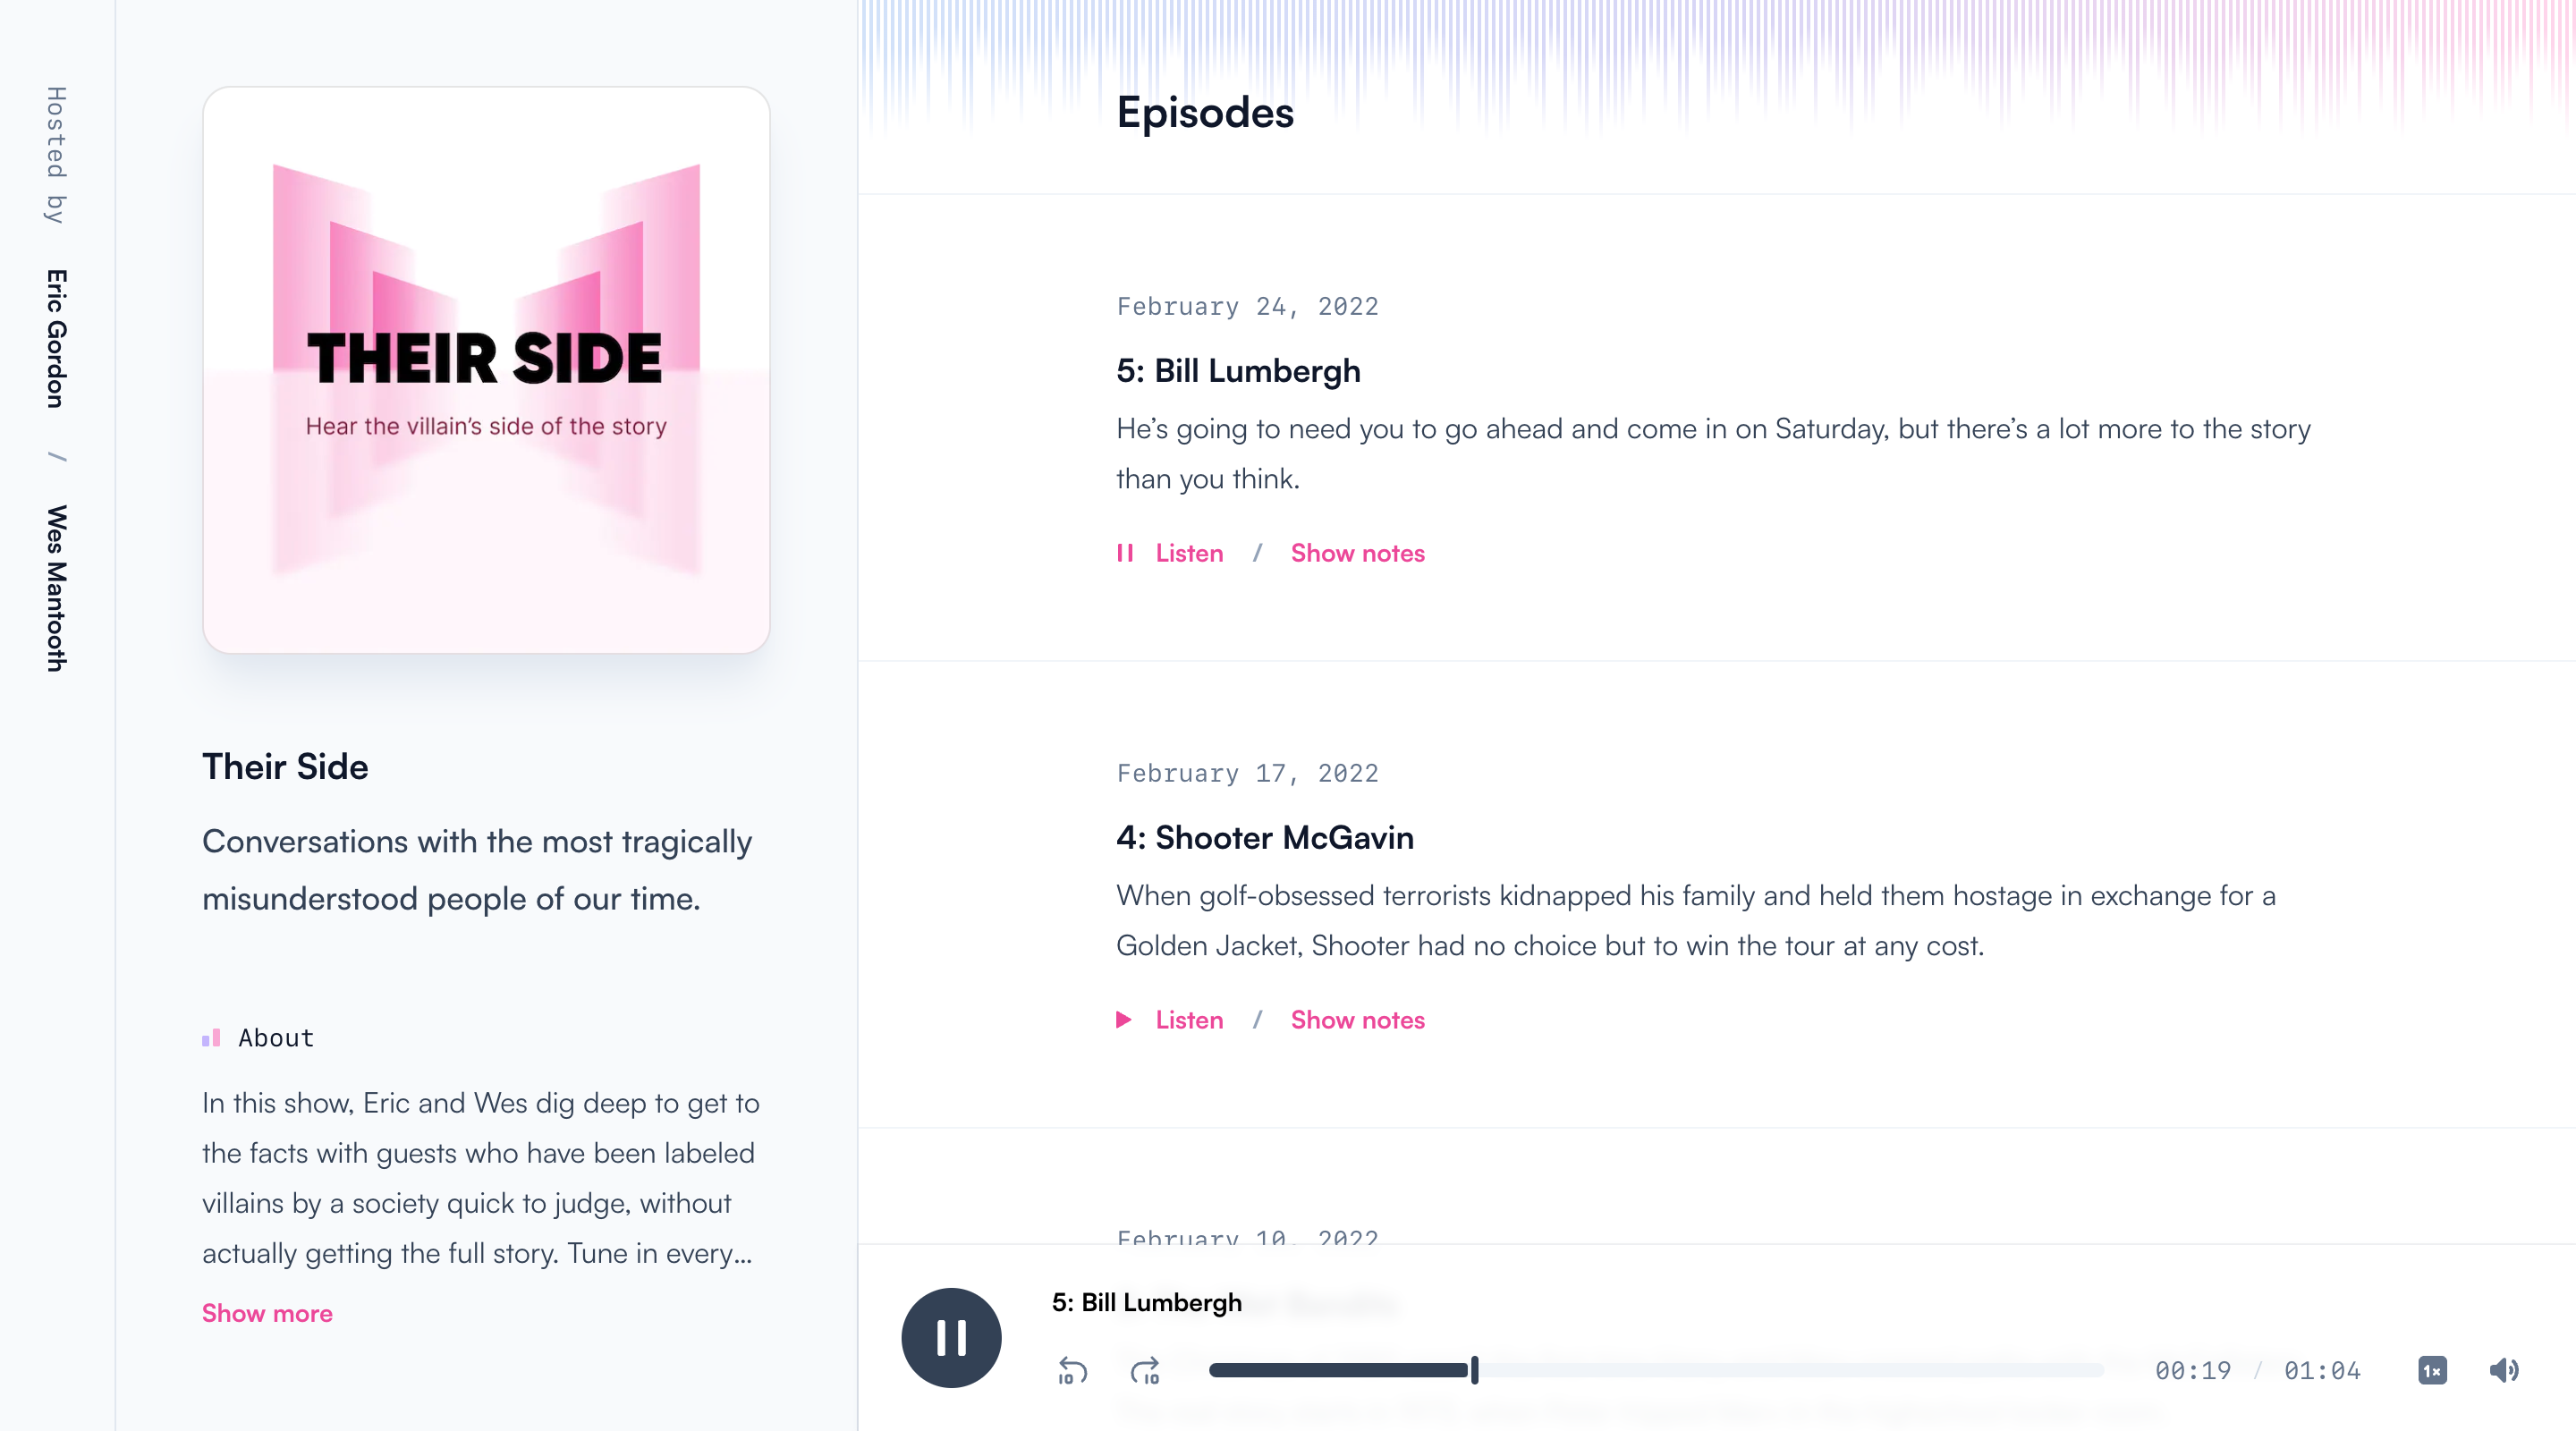 Hosted by Eric Gordon / Wes Mantooth
THEIR SIDE
Hear the villain’s side of the story
Their Side
Conversations with the most tragically
misunderstood people of our time.
About
In this show, Eric and Wes dig deep to get to
the facts with guests who have been labeled
villains by a society quick to judge, without
actually getting the full story. Tune in every…
Show more
Episodes
February 24, 2022
5: Bill Lumbergh
He’s going to need you to go ahead and come in on Saturday, but there’s a lot more to the story
than you think.
Listen / Show notes
February 17, 2022
4: Shooter McGavin
When golf-obsessed terrorists kidnapped his family and held them hostage in exchange for a
Golden Jacket, Shooter had no choice but to win the tour at any cost.
Listen / Show notes
February 10, 2022
5: Bill Lumbergh
10 10 00:19 / 01:04 1x